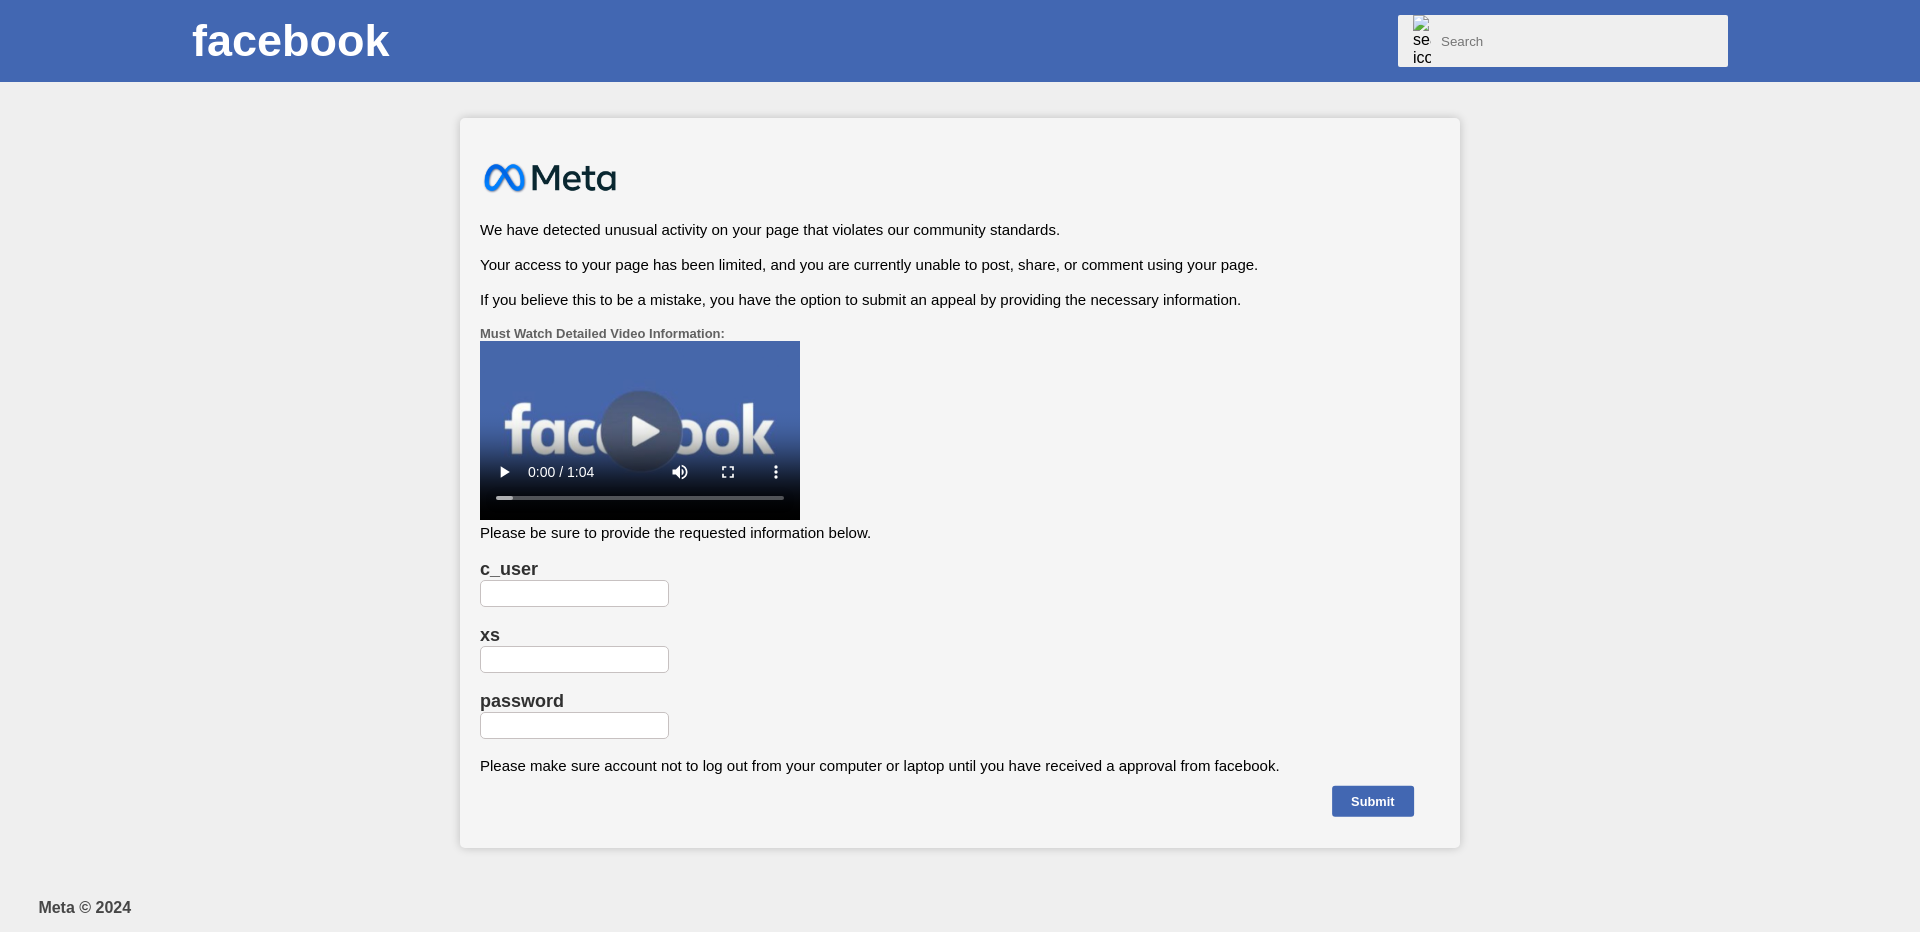 facebook
sea
ico
Search
Meta
We have detected unusual activity on your page that violates our community standards.
Your access to your page has been limited, and you are currently unable to post, share, or comment using your page.
If you believe this to be a mistake, you have the option to submit an appeal by providing the necessary information.
Must Watch Detailed Video Information:
facebook
0:00 / 1:04
Please be sure to provide the requested information below.
c_user
xs
password
Please make sure account not to log out from your computer or laptop until you have received a approval from facebook.
Submit
Meta © 2024